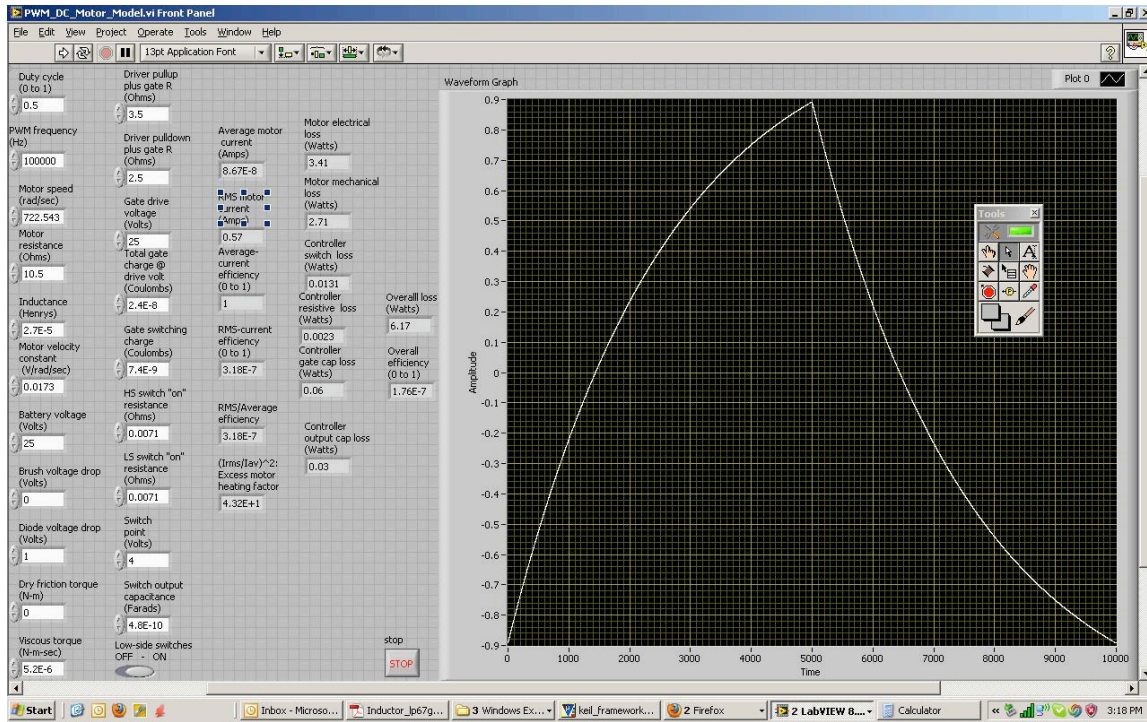 PWM_DC_Motor_Model.vi Front Panel
File Edit View Project Operate Tools Window Help
13pt Application Font
Duty cycle
(0 to 1)
0.5
PWM frequency
(Hz)
100000
Motor speed
(rad/sec)
722.543
Motor
resistance
(Ohms)
10.5
Inductance
(Henrys)
2.7E-5
Motor velocity
constant
(V/rad/sec)
0.0173
Battery voltage
(Volts)
25
Brush voltage drop
(Volts)
0
Diode voltage drop
(Volts)
1
Dry friction torque
(N-m)
0
Viscous torque
(N-m-sec)
5.2E-6
Driver pullup
plus gate R
(Ohms)
3.5
Driver pulldown
plus gate R
(Ohms)
2.5
Gate drive
voltage
(Volts)
25
Total gate
charge @
drive volt
(Coulombs)
2.4E-8
Gate switching
charge
(Coulombs)
7.4E-9
HS switch "on"
resistance
(Ohms)
0.0071
LS switch "on"
resistance
(Ohms)
0.0071
Switch
point
(Volts)
4
Switch output
capacitance
(Farads)
4.8E-10
Low-side switches
OFF - ON
Average motor
current
(Amps)
8.67E-8
RMS motor
current
(Amps)
0.57
Average-
current
efficiency
(0 to 1)
1
RMS-current
efficiency
(0 to 1)
3.18E-7
RMS/Average
efficiency
3.18E-7
(Irms/Iav)^2:
Excess motor
heating factor
4.32E+1
Motor electrical
loss
(Watts)
3.41
Motor mechanical
loss
(Watts)
2.71
Controller
switch loss
(Watts)
0.0131
Controller
resistive loss
(Watts)
0.0023
Controller
gate cap loss
(Watts)
0.06
Controller
output cap loss
(Watts)
0.03
Overall loss
(Watts)
6.17
Overall
efficiency
(0 to 1)
1.76E-7
stop
STOP
Waveform Graph
Plot 0
0.9
0.8
0.7
0.6
0.5
0.4
0.3
0.2
0.1
0
-0.1
-0.2
-0.3
-0.4
-0.5
-0.6
-0.7
-0.8
-0.9
Amplitude
0 1000 2000 3000 4000 5000 6000 7000 8000 9000 10000
Time
Tools
Start
Inbox - Microso...
Inductor_lp67g...
3 Windows Ex...
keil_framework...
2 Firefox
2 LabVIEW 8....
Calculator
3:18 PM